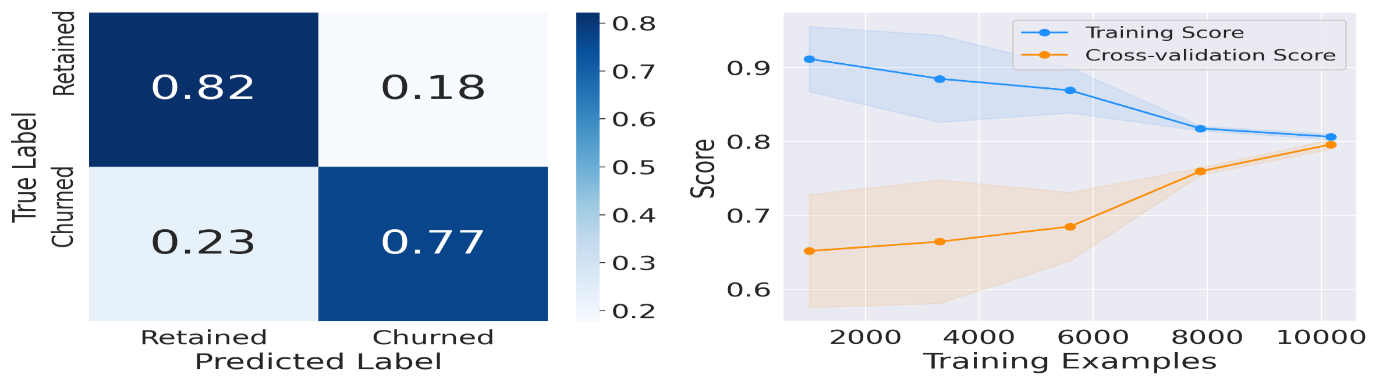 True Label
Retained
Churned
0.82
0.18
0.23
0.77
Retained
Churned
Predicted Label
0.8
0.7
0.6
0.5
0.4
0.3
0.2
Score
0.9
0.8
0.7
0.6
Training Score
Cross-validation Score
2000
4000
6000
8000
10000
Training Examples